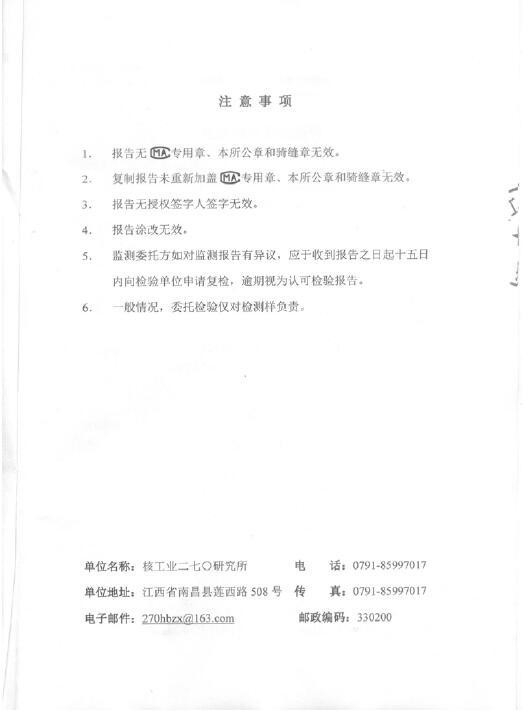 注意事项
1. 报告无MA专用章、本所公章和骑缝章无效。
2. 复制报告未重新加盖MA专用章、本所公章和骑缝章无效。
3. 报告无授权签字人签字无效。
4. 报告涂改无效。
5. 监测委托方如对监测报告有异议，应于收到报告之日起十五日
内向检验单位申请复检，逾期视为认可检验报告。
6. 一般情况，委托检验仅对检测样负责。
单位名称：核工业二七〇研究所 电 话：0791-85997017
单位地址：江西省南昌县莲西路 508 号 传 真：0791-85997017
电子邮件：270hbzx@163.com 邮政编码：330200